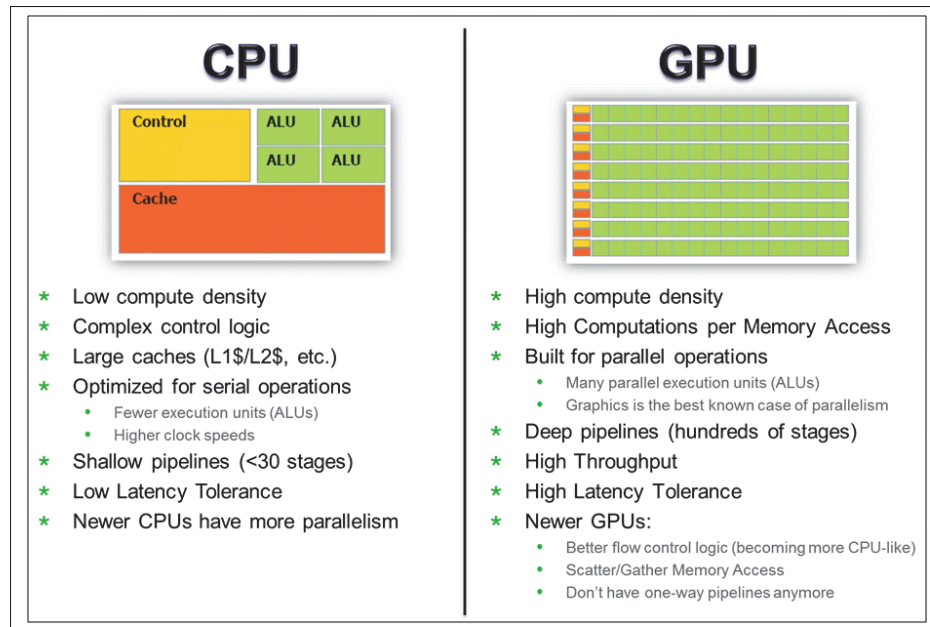 CPU
Control
ALU ALU
ALU ALU
Cache
* Low compute density
* Complex control logic
* Large caches (L1$/L2$, etc.)
* Optimized for serial operations
• Fewer execution units (ALUs)
• Higher clock speeds
* Shallow pipelines (<30 stages)
* Low Latency Tolerance
* Newer CPUs have more parallelism
GPU
* High compute density
* High Computations per Memory Access
* Built for parallel operations
• Many parallel execution units (ALUs)
• Graphics is the best known case of parallelism
* Deep pipelines (hundreds of stages)
* High Throughput
* High Latency Tolerance
* Newer GPUs:
• Better flow control logic (becoming more CPU-like)
• Scatter/Gather Memory Access
• Don't have one-way pipelines anymore